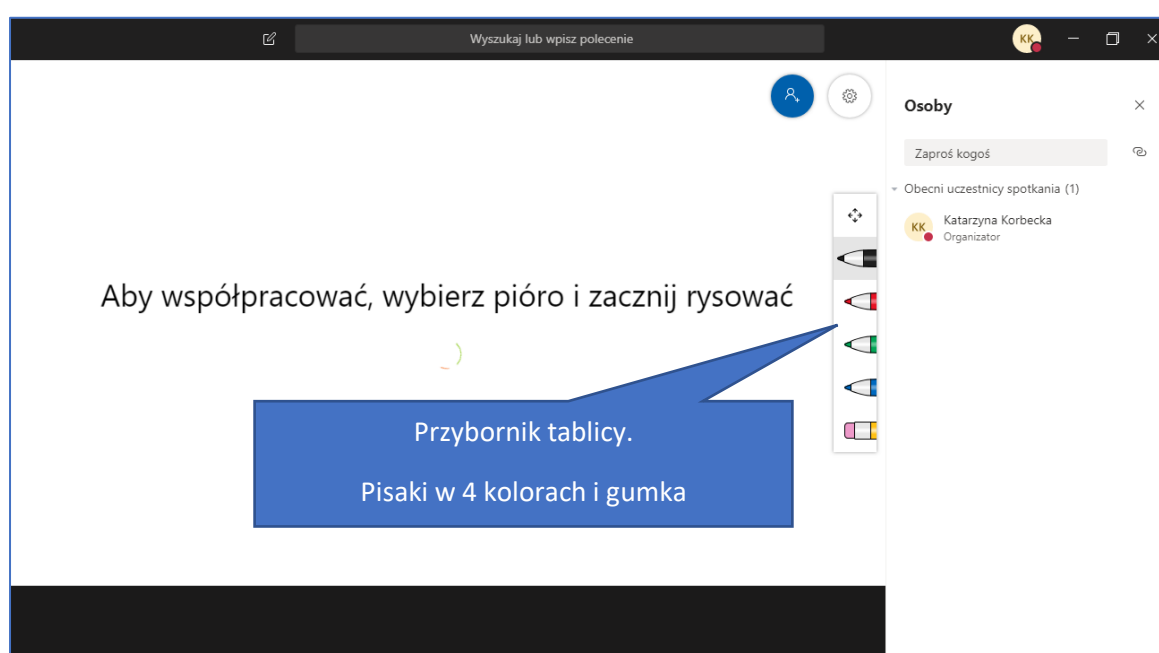 Wyszukaj lub wpisz polecenie
KK
Osoby
Zaproś kogoś
Obecni uczestnicy spotkania (1)
KK
Katarzyna Korbecka
Organizator
Aby współpracować, wybierz pióro i zacznij rysować
Przybornik tablicy.
Pisaki w 4 kolorach i gumka